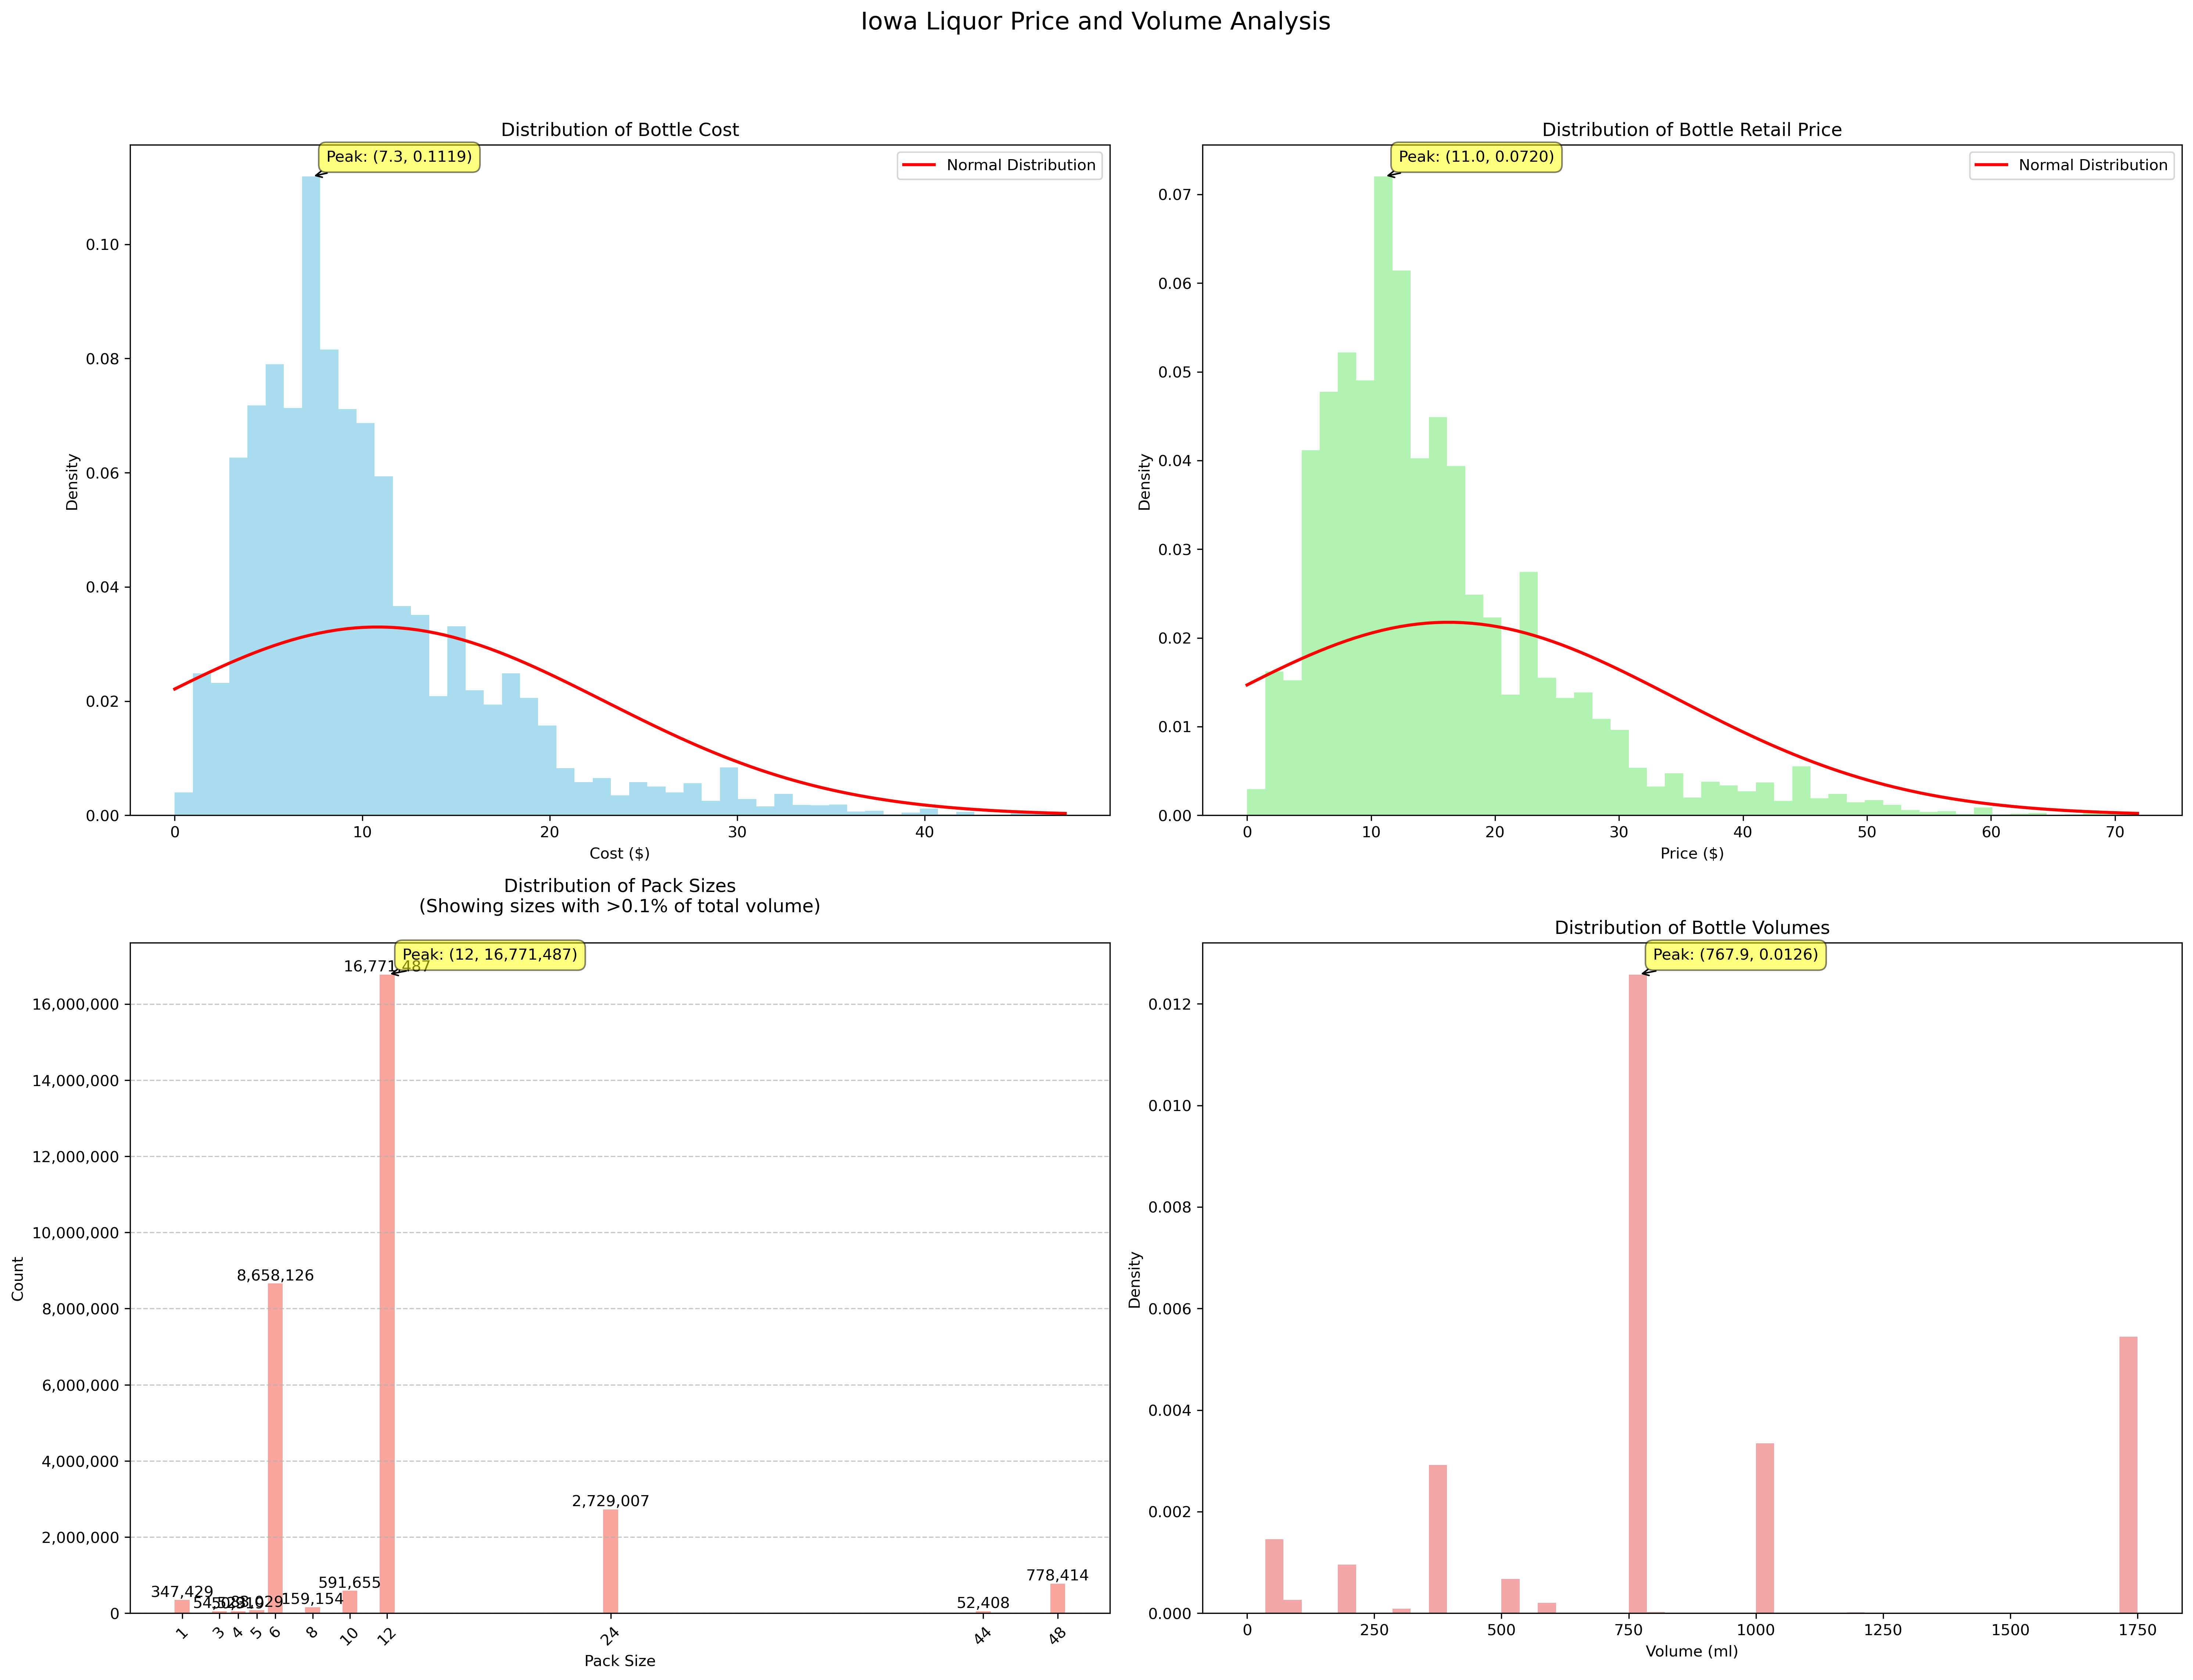 Iowa Liquor Price and Volume Analysis
Distribution of Bottle Cost
Peak: (7.3, 0.1119)
Normal Distribution
Density
0.10
0.08
0.06
0.04
0.02
0.00
0 10 20 30 40
Cost ($)
Distribution of Bottle Retail Price
Peak: (11.0, 0.0720)
Normal Distribution
Density
0.07
0.06
0.05
0.04
0.03
0.02
0.01
0.00
0 10 20 30 40 50 60 70
Price ($)
Distribution of Pack Sizes
(Showing sizes with >0.1% of total volume)
Peak: (12, 16,771,487)
16,771,487
Count
16,000,000
14,000,000
12,000,000
10,000,000
8,000,000
6,000,000
4,000,000
2,000,000
0
8,658,126
2,729,007
778,414
591,655
347,429
159,154
52,408
1 3 4 5 6 8 10 12 24 44 48
Pack Size
Distribution of Bottle Volumes
Peak: (767.9, 0.0126)
Density
0.012
0.010
0.008
0.006
0.004
0.002
0.000
0 250 500 750 1000 1250 1500 1750
Volume (ml)